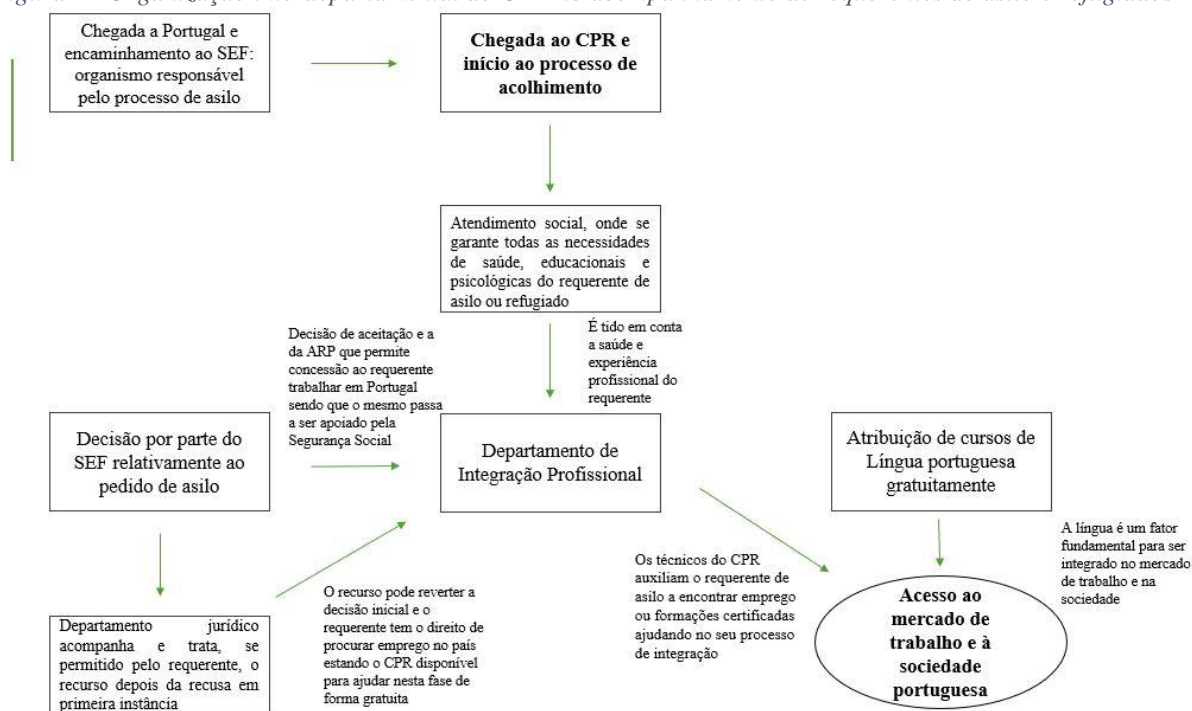 Chegada a Portugal e
encaminhamento ao SEF:
organismo responsável
pelo processo de asilo
Chegada ao CPR e
início ao processo de
acolhimento
Atendimento social, onde se
garante todas as necessidades
de saúde, educacionais e
psicológicas do requerente de
asilo ou refugiado
Decisão de aceitação e a
da ARP que permite
concessão ao requerente
trabalhar em Portugal
sendo que o mesmo passa
a ser apoiado pela
Segurança Social
É tido em conta
a saúde e
experiência
profissional do
requerente
Decisão por parte do
SEF relativamente ao
pedido de asilo
Departamento de
Integração Profissional
Atribuição de cursos de
Língua portuguesa
gratuitamente
A língua é um fator
fundamental para ser
integrado no mercado
de trabalho e na
sociedade
Departamento jurídico
acompanha e trata, se
permitido pelo requerente, o
recurso depois da recusa em
primeira instância
O recurso pode reverter a
decisão inicial e o
requerente tem o direito de
procurar emprego no país
estando o CPR disponível
para ajudar nesta fase de
forma gratuita
Os técnicos do CPR
auxiliam o requerente de
asilo a encontrar emprego
ou formações certificadas
ajudando no seu processo
de integração
Acesso ao
mercado de
trabalho e à
sociedade
portuguesa